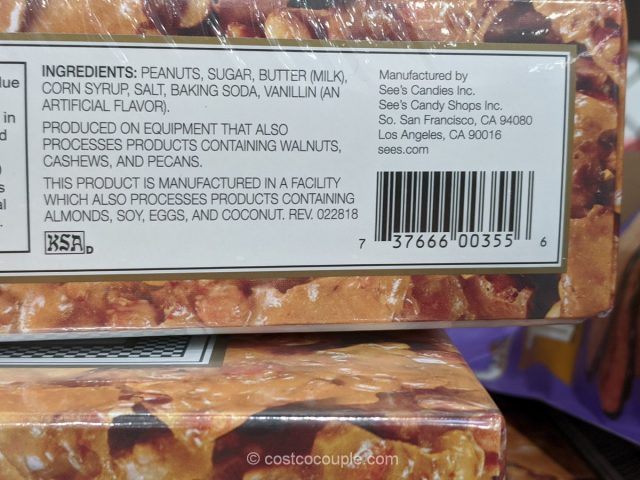 lue
in
d
)
s
al
.
INGREDIENTS: PEANUTS, SUGAR, BUTTER (MILK),
CORN SYRUP, SALT, BAKING SODA, VANILLIN (AN
ARTIFICIAL FLAVOR).
PRODUCED ON EQUIPMENT THAT ALSO
PROCESSES PRODUCTS CONTAINING WALNUTS,
CASHEWS, AND PECANS.
THIS PRODUCT IS MANUFACTURED IN A FACILITY
WHICH ALSO PROCESSES PRODUCTS CONTAINING
ALMONDS, SOY, EGGS, AND COCONUT. REV. 022818
KSA D
Manufactured by
See's Candies Inc.
See's Candy Shops Inc.
So. San Francisco, CA 94080
Los Angeles, CA 90016
sees.com
7 37666 00355 6
© costcocouple.com